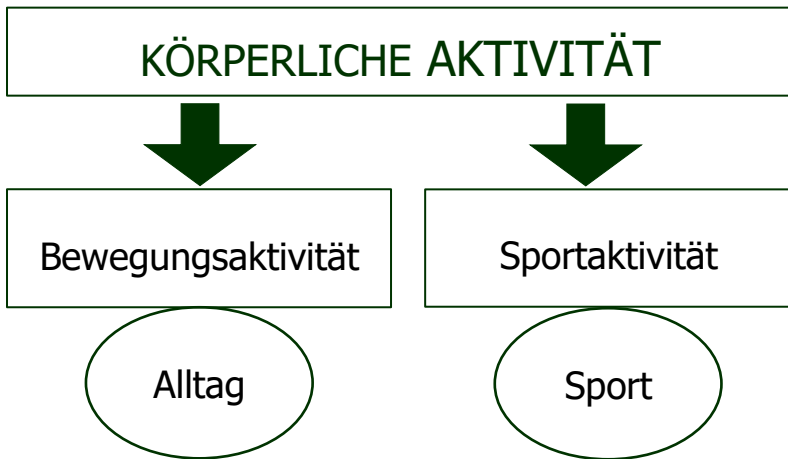 KÖRPERLICHE AKTIVITÄT
Bewegungsaktivität
Sportaktivität
Alltag
Sport